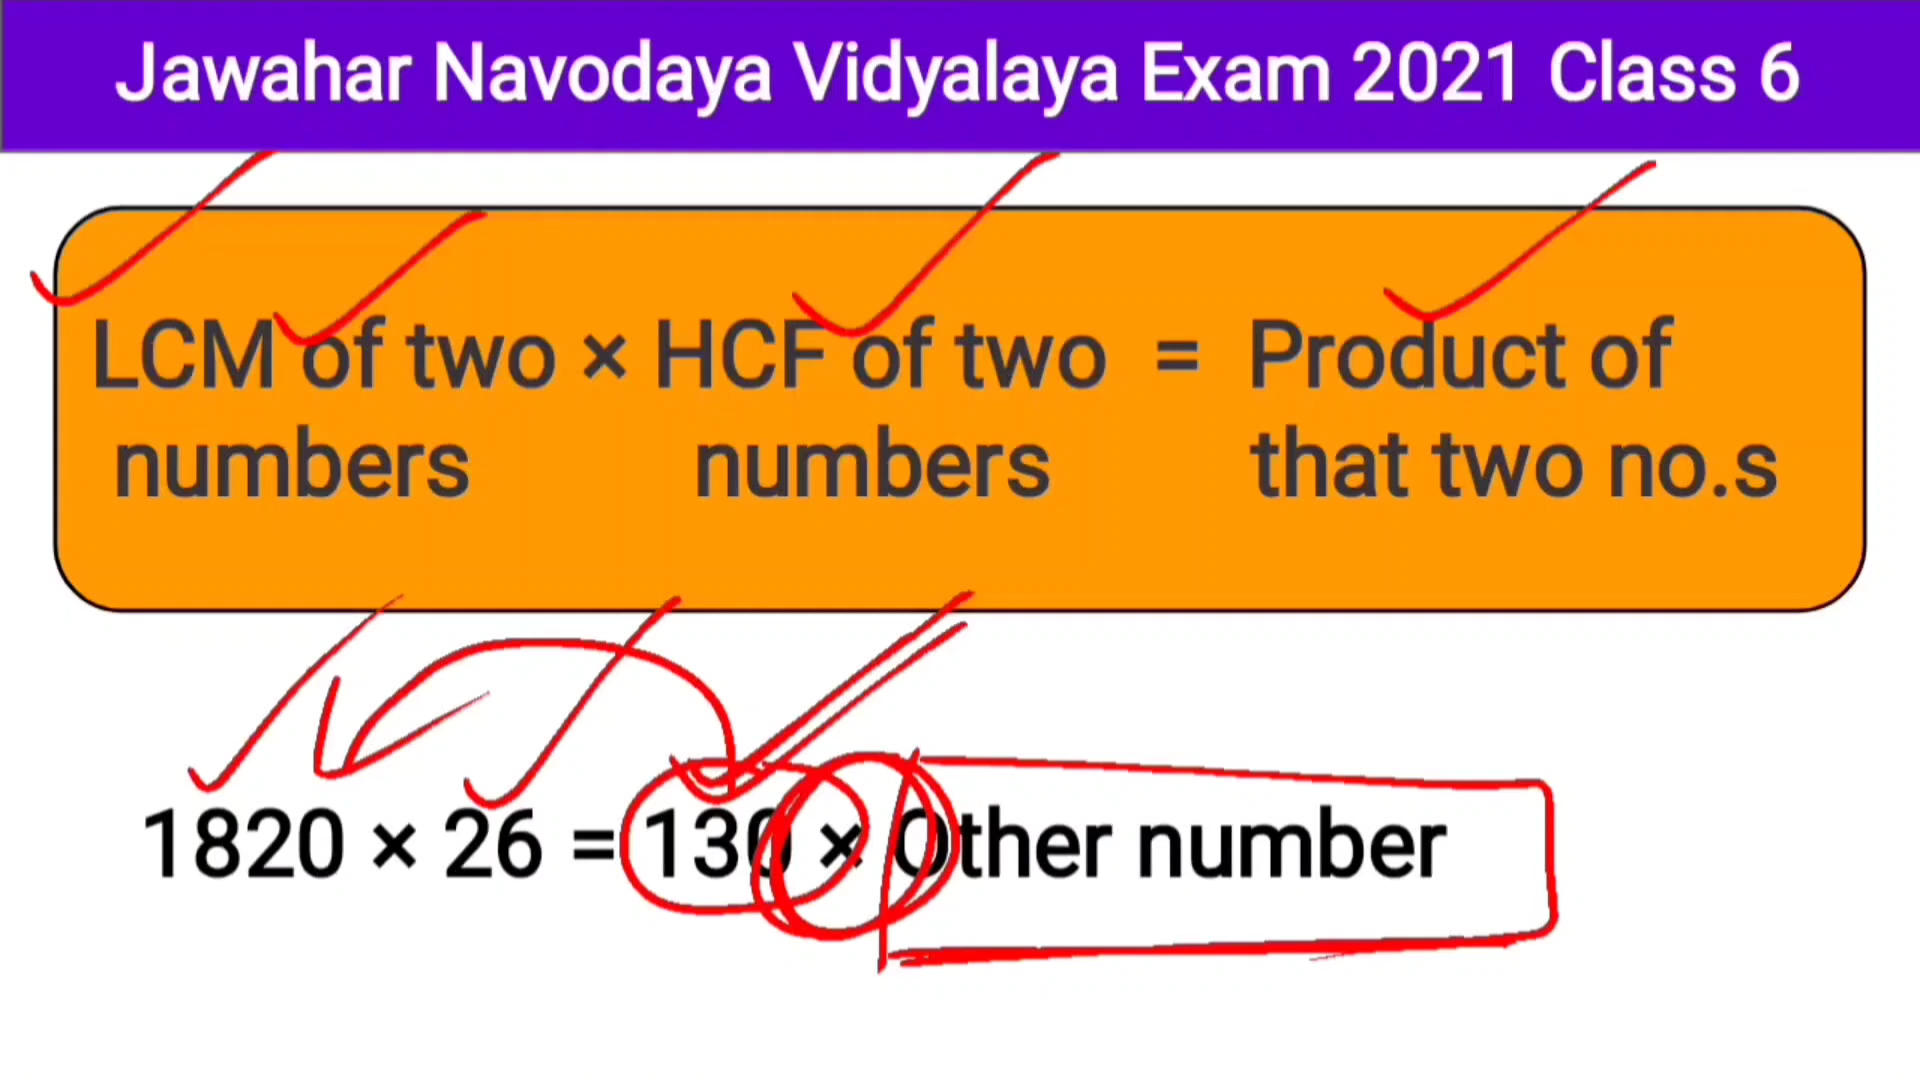 Jawahar Navodaya Vidyalaya Exam 2021 Class 6
LCM of two × HCF of two = Product of
numbers numbers that two no.s
1820 × 26 = 130 × Other number